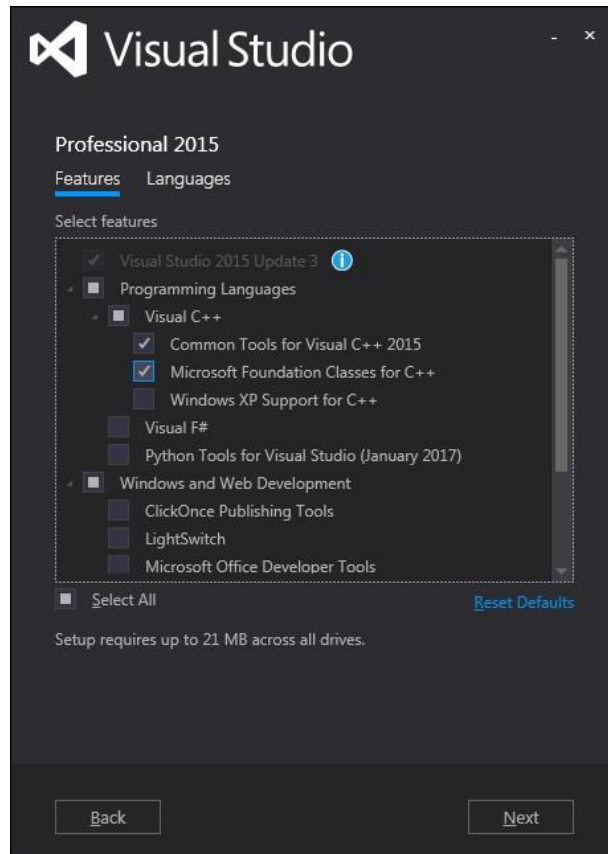 Visual Studio
Professional 2015
Features Languages
Select features
Visual Studio 2015 Update 3
Programming Languages
Visual C++
Common Tools for Visual C++ 2015
Microsoft Foundation Classes for C++
Windows XP Support for C++
Visual F#
Python Tools for Visual Studio (January 2017)
Windows and Web Development
ClickOnce Publishing Tools
LightSwitch
Microsoft Office Developer Tools
Select All Reset Defaults
Setup requires up to 21 MB across all drives.
Back Next